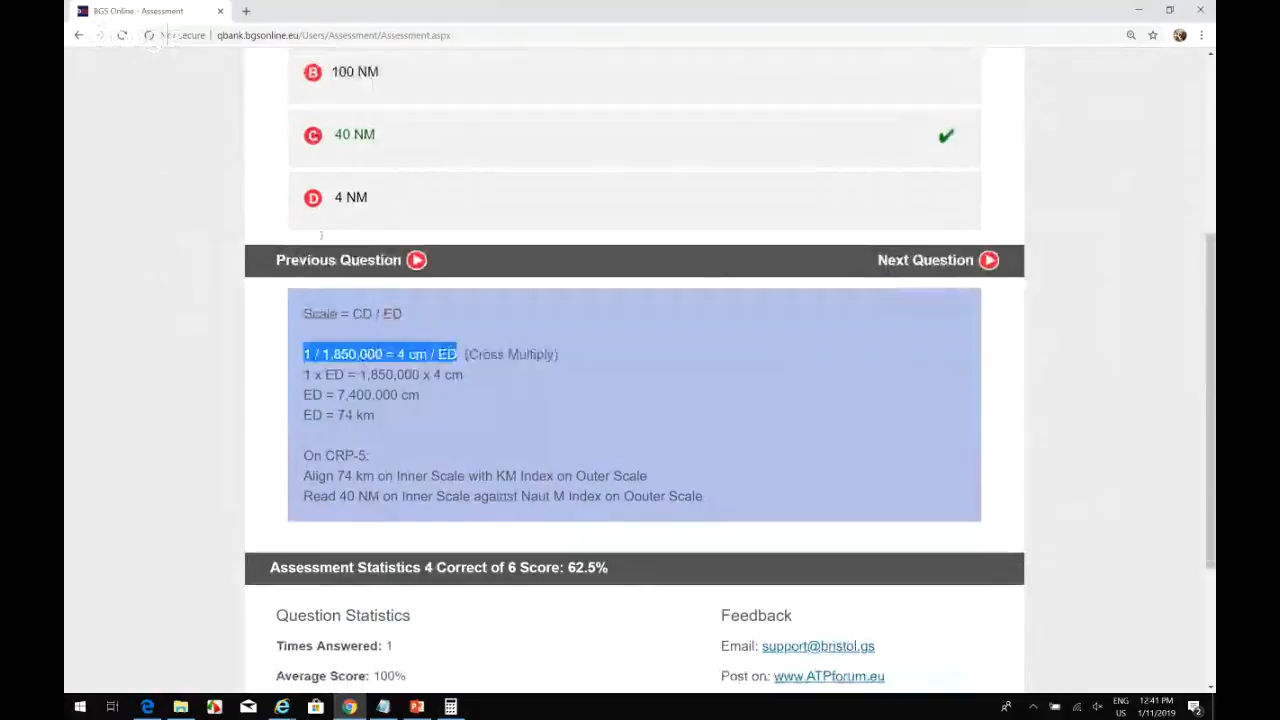 BGS Online - Assessment
qbank.bgsonline.eu/Users/Assessment/Assessment.aspx
B 100 NM
C 40 NM
D 4 NM
Previous Question
Next Question
Scale = CD / ED
1 / 1,850,000 = 4 cm / ED (Cross Multiply)
1 x ED = 1,850,000 x 4 cm
ED = 7,400,000 cm
ED = 74 km
On CRP-5:
Align 74 km on Inner Scale with KM Index on Outer Scale
Read 40 NM on Inner Scale against Naut M Index on Oouter Scale
Assessment Statistics 4 Correct of 6 Score: 62.5%
Question Statistics
Feedback
Times Answered: 1
Email: support@bristol.gs
Average Score: 100%
Post on: www.ATPforum.eu
ENG
US
12:41 PM
1/11/2019